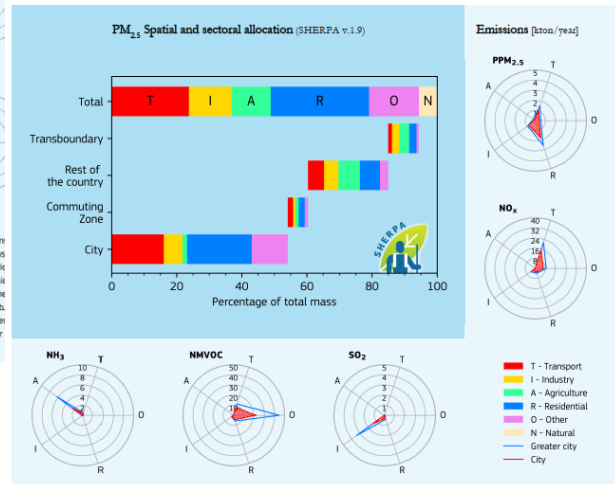 PM2.5 Spatial and sectoral allocation (SHERPA v.1.9)
Emissions [kton/year]
Total
T I A R O N
Transboundary
Rest of
the country
Commuting
Zone
City
SHERPA
0 20 40 60 80 100
Percentage of total mass
PPM2.5
T
5
4
3
2
A
O
I
R
NOx
T
40
32
24
16
8
A
O
I
R
NH3
T
10
8
6
4
2
A
O
I
R
NMVOC
T
50
40
30
20
10
A
O
I
R
SO2
T
5
4
3
2
1
A
O
I
R
T - Transport
I - Industry
A - Agriculture
R - Residential
O - Other
N - Natural
Greater city
City